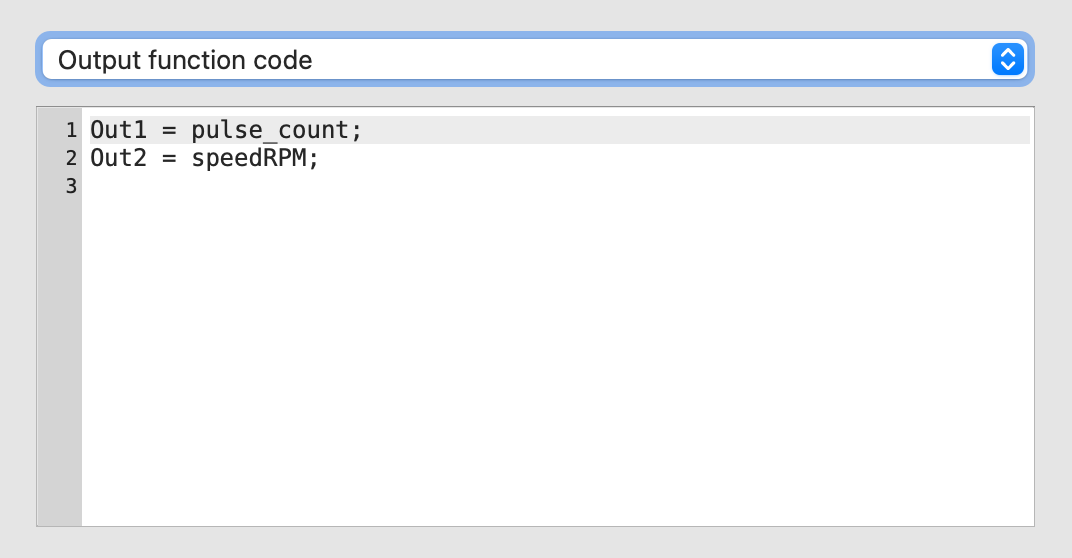 Output function code
1 Out1 = pulse_count;
2 Out2 = speedRPM;
3